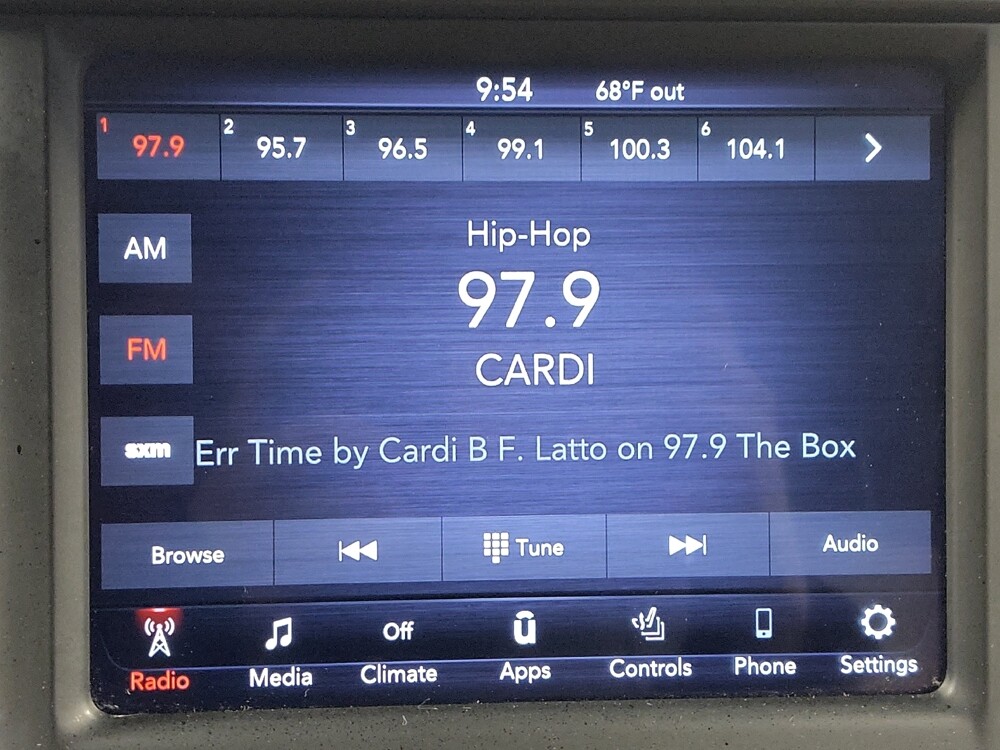 9:54 68°F out
1 97.9 2 95.7 3 96.5 4 99.1 5 100.3 6 104.1
AM
Hip-Hop
97.9
FM
CARDI
sxm
Err Time by Cardi B F. Latto on 97.9 The Box
Browse Tune Audio
Off
Radio Media Climate Apps Controls Phone Settings